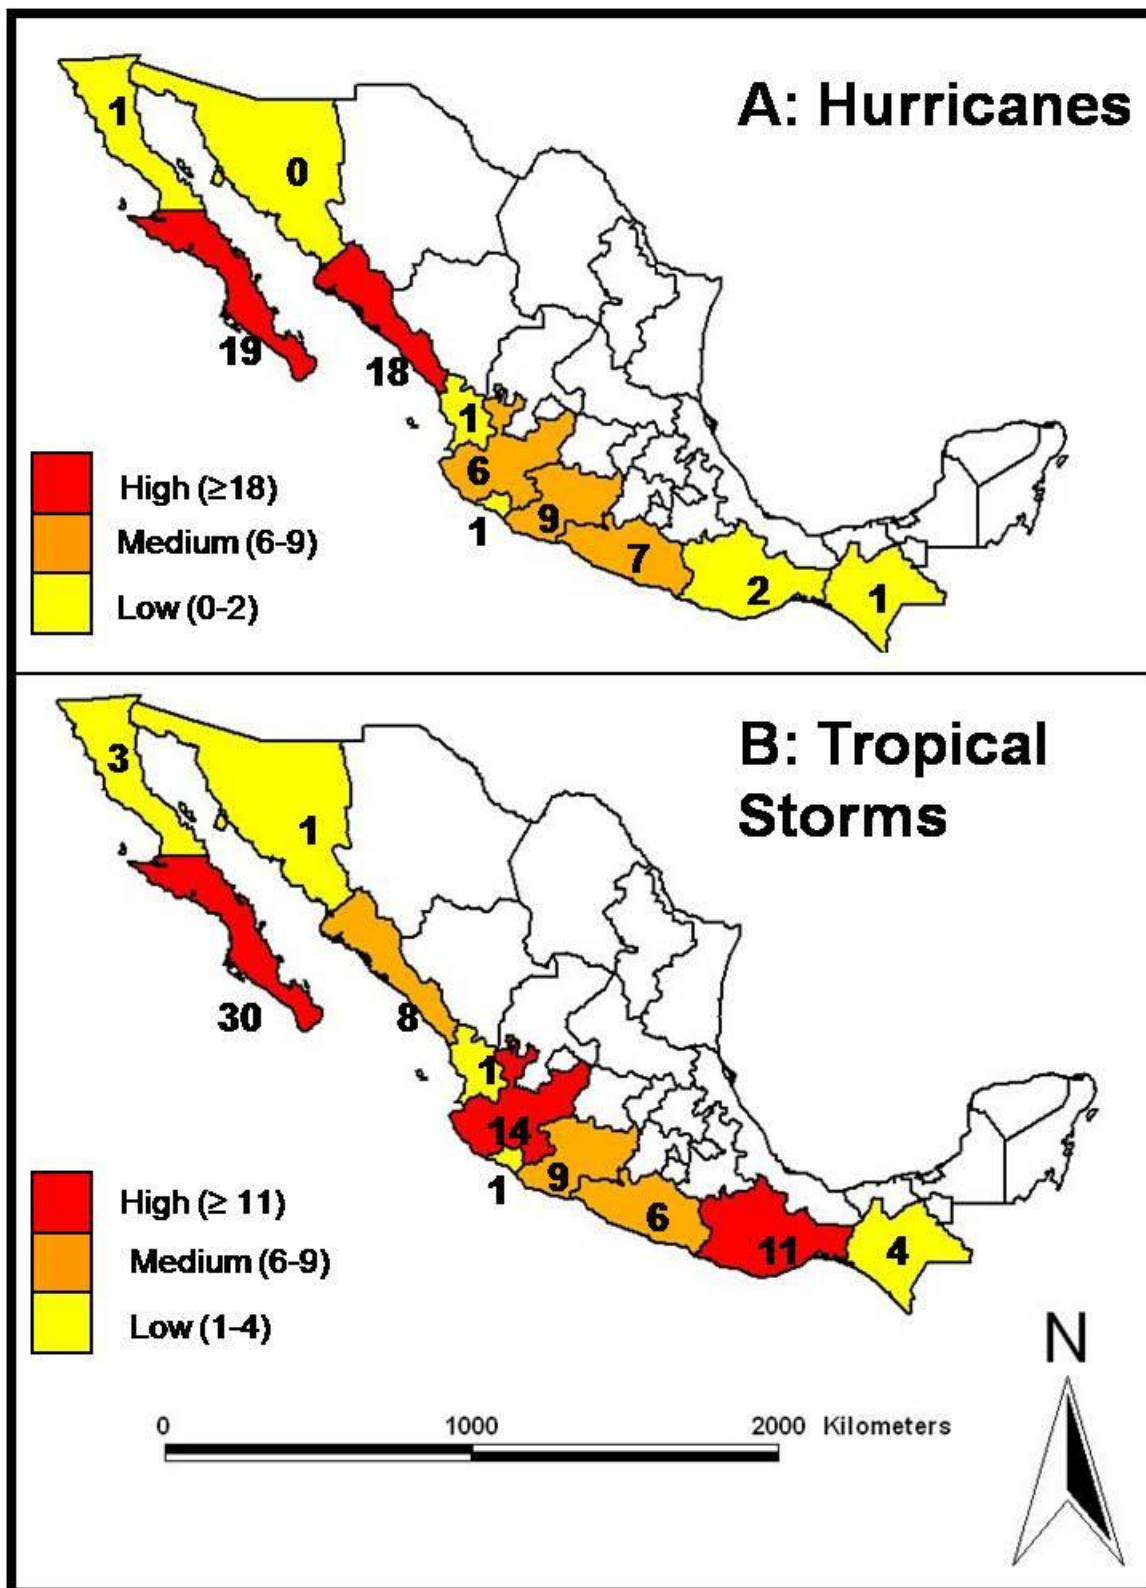 A: Hurricanes
1
0
19
18
1
6
1
9
7
2
1
High (≥18)
Medium (6-9)
Low (0-2)
B: Tropical
Storms
3
1
30
8
1
14
1
9
6
11
4
High (≥ 11)
Medium (6-9)
Low (1-4)
N
0 1000 2000 Kilometers